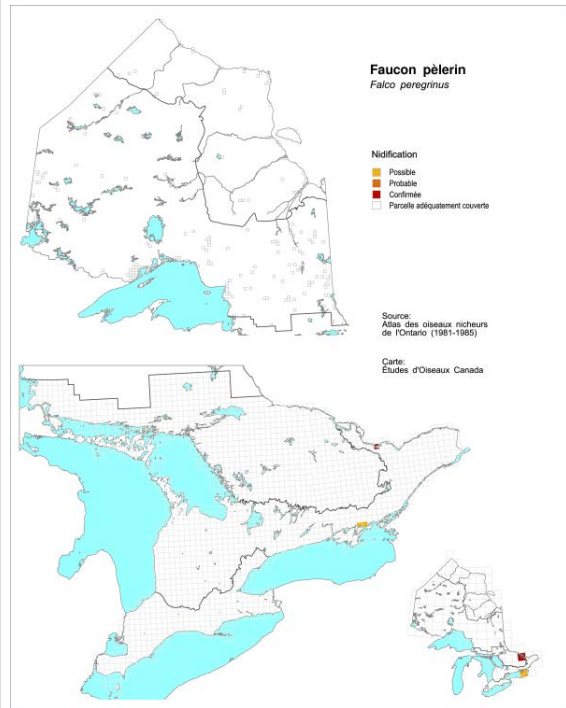 Faucon pèlerin
Falco peregrinus
Nidification
Possible
Probable
Confirmée
Parcelle adéquatement couverte
Source:
Atlas des oiseaux nicheurs
de l'Ontario (1981-1985)
Carte:
Études d'Oiseaux Canada